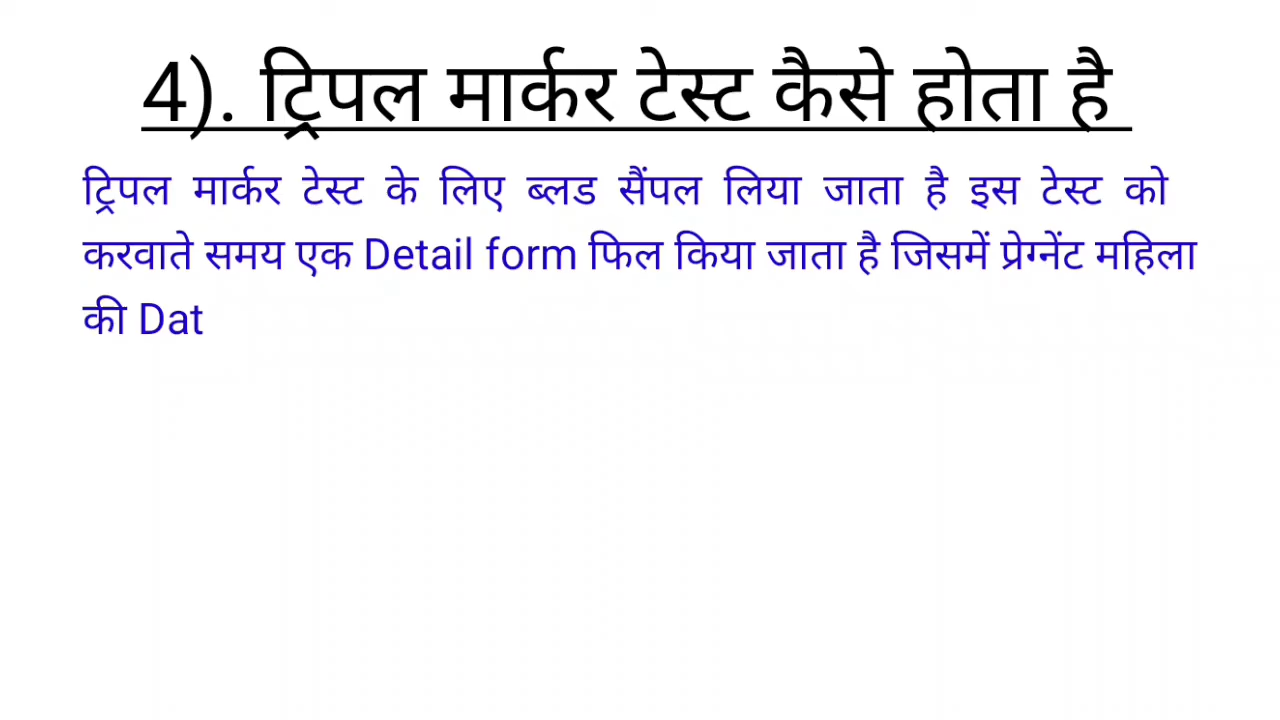 4). ट्रिपल मार्कर टेस्ट कैसे होता है
ट्रिपल मार्कर टेस्ट के लिए ब्लड सैंपल लिया जाता है इस टेस्ट को
करवाते समय एक Detail form फिल किया जाता है जिसमें प्रेग्नेंट महिला
की Dat